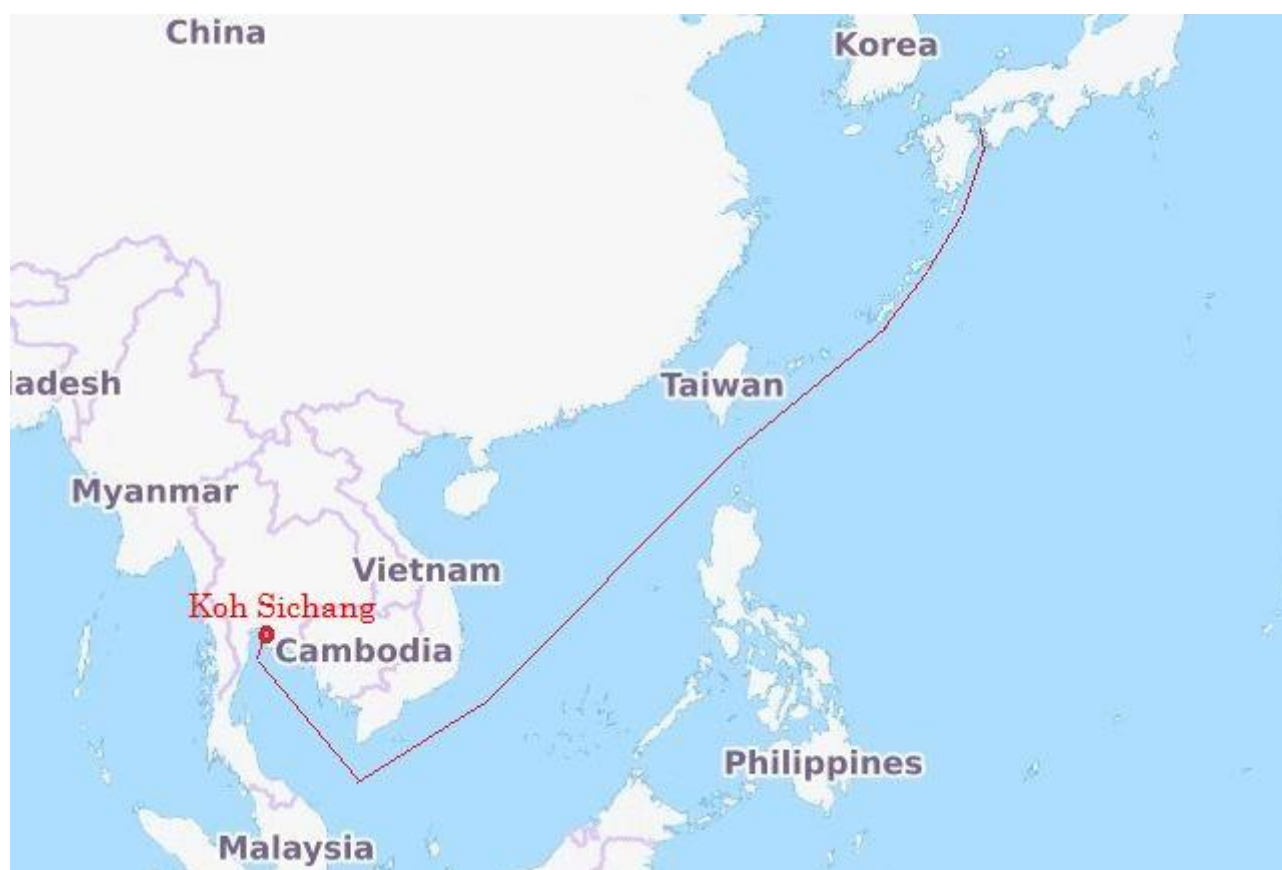 China
Korea
ladesh
Taiwan
Myanmar
Vietnam
Koh Sichang
Cambodia
Philippines
Malaysia